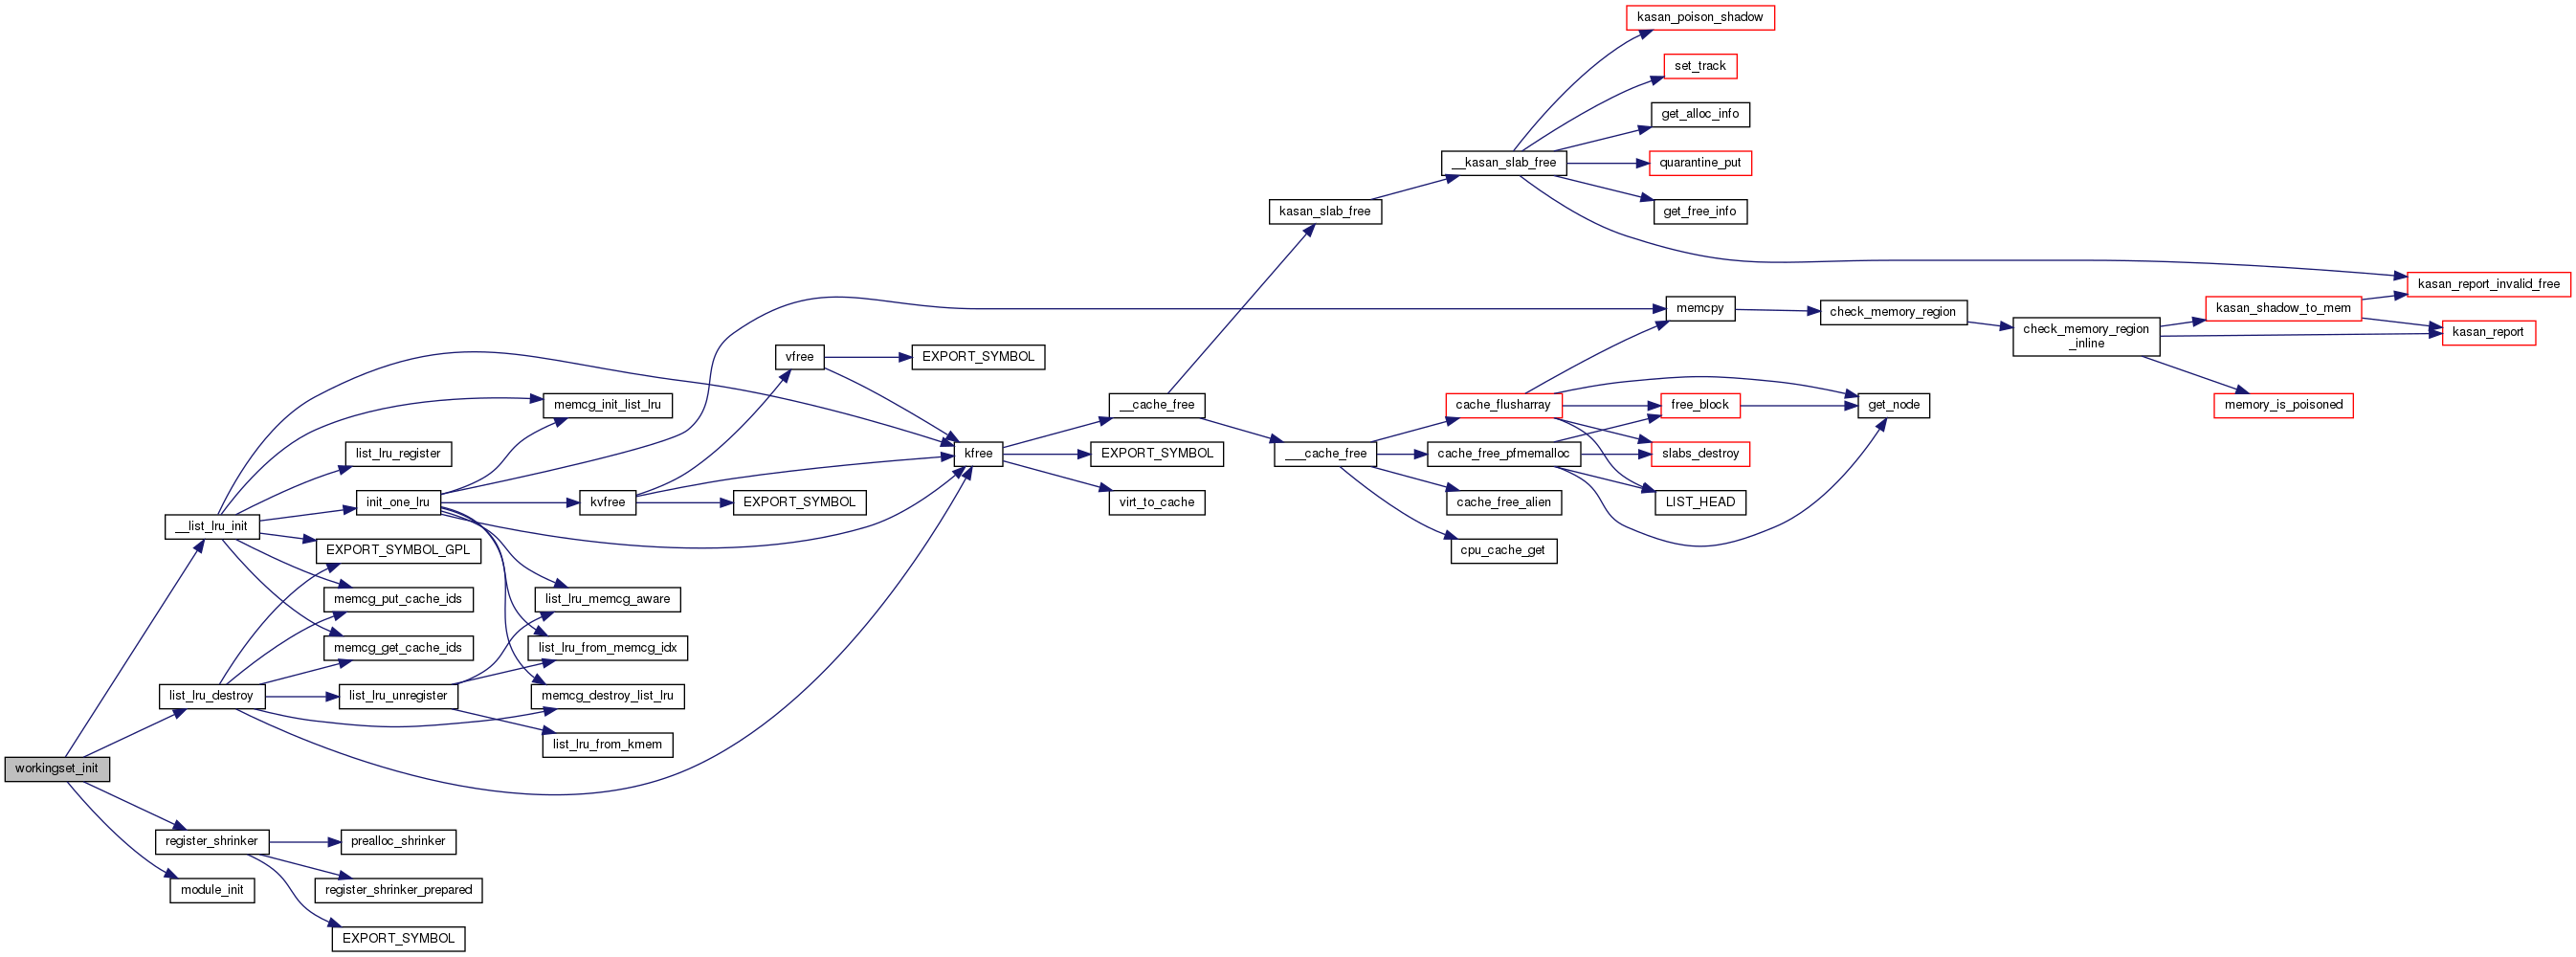 kasan_poison_shadow
set_track
get_alloc_info
__kasan_slab_free
quarantine_put
kasan_slab_free
get_free_info
kasan_report_invalid_free
memcpy
check_memory_region
kasan_shadow_to_mem
check_memory_region
_inline
kasan_report
vfree
EXPORT_SYMBOL
memcg_init_list_lru
__cache_free
cache_flusharray
free_block
get_node
memory_is_poisoned
list_lru_register
kfree
EXPORT_SYMBOL
___cache_free
cache_free_pfmemalloc
slabs_destroy
init_one_lru
kvfree
EXPORT_SYMBOL
virt_to_cache
cache_free_alien
LIST_HEAD
__list_lru_init
EXPORT_SYMBOL_GPL
cpu_cache_get
memcg_put_cache_ids
list_lru_memcg_aware
memcg_get_cache_ids
list_lru_from_memcg_idx
list_lru_destroy
list_lru_unregister
memcg_destroy_list_lru
list_lru_from_kmem
workingset_init
register_shrinker
prealloc_shrinker
module_init
register_shrinker_prepared
EXPORT_SYMBOL